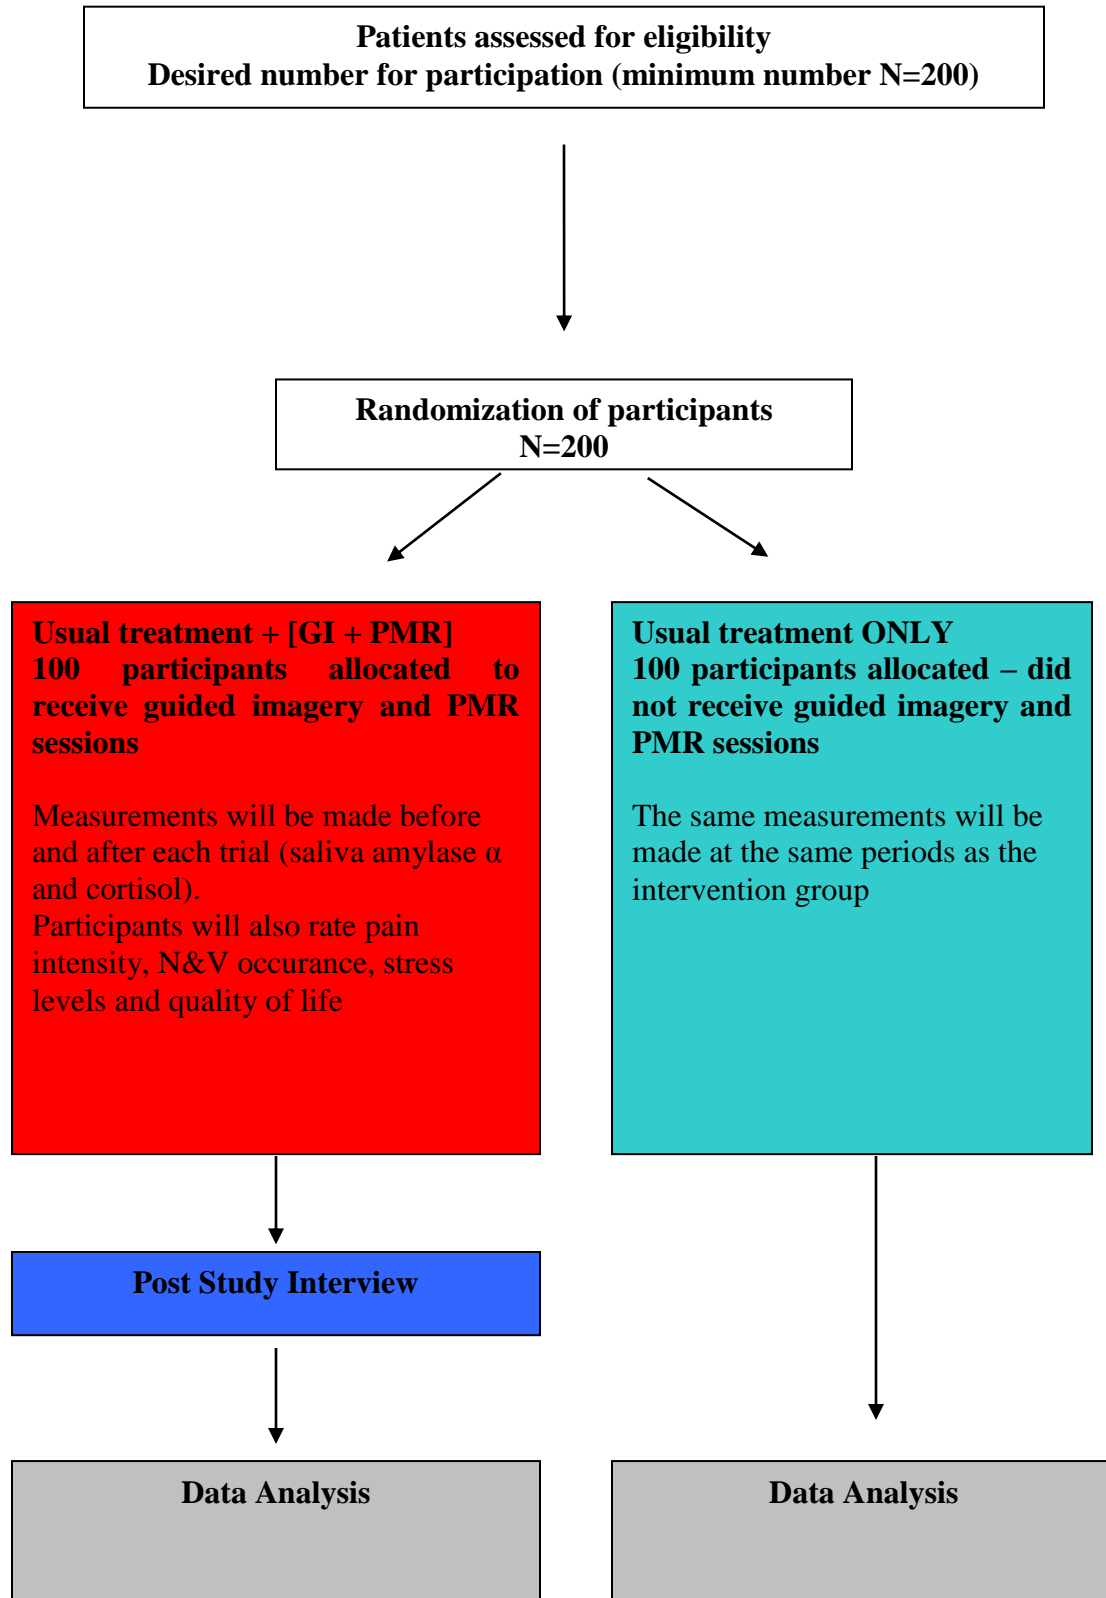 Patients assessed for eligibility
Desired number for participation (minimum number N=200)
Randomization of participants
N=200
Usual treatment + [GI + PMR]
100 participants allocated to
receive guided imagery and PMR
sessions
Measurements will be made before
and after each trial (saliva amylase α
and cortisol).
Participants will also rate pain
intensity, N&V occurance, stress
levels and quality of life
Usual treatment ONLY
100 participants allocated – did
not receive guided imagery and
PMR sessions
The same measurements will be
made at the same periods as the
intervention group
Post Study Interview
Data Analysis
Data Analysis